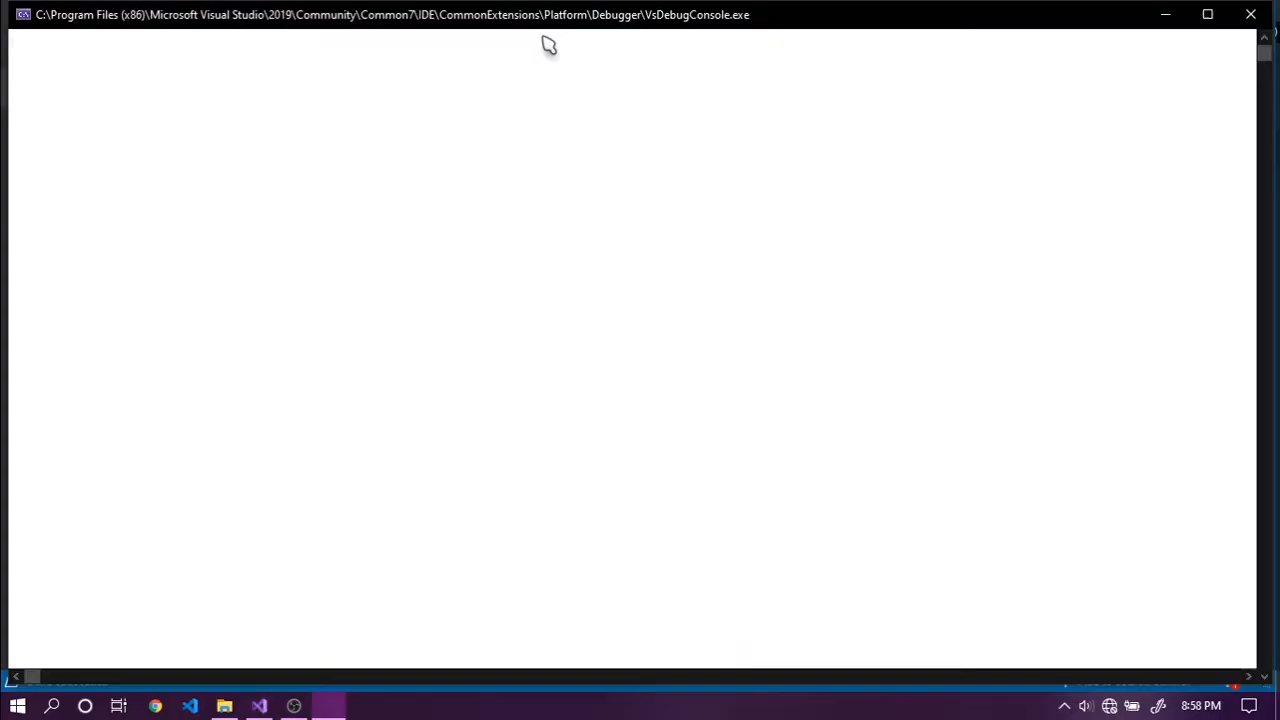 C:\Program Files (x86)\Microsoft Visual Studio\2019\Community\Common7\IDE\CommonExtensions\Platform\Debugger\VsDebugConsole.exe
8:58 PM